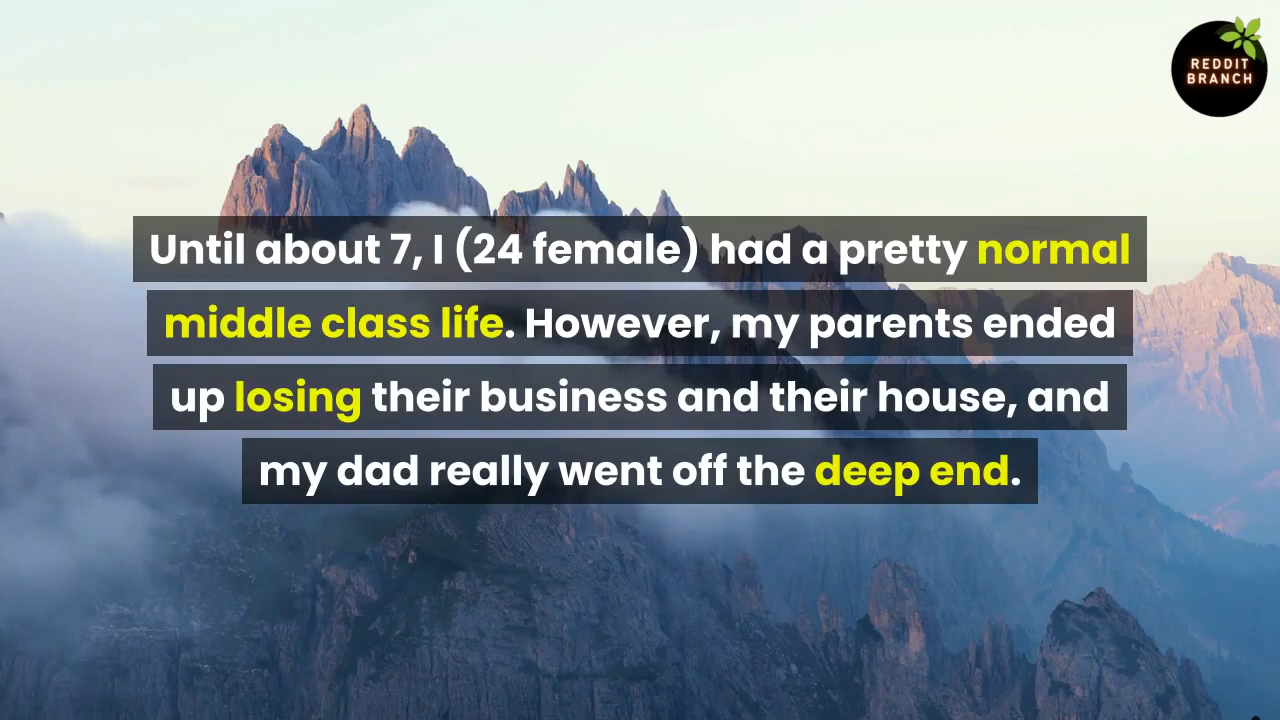 REDDIT
BRANCH
Until about 7, I (24 female) had a pretty normal
middle class life. However, my parents ended
up losing their business and their house, and
my dad really went off the deep end.